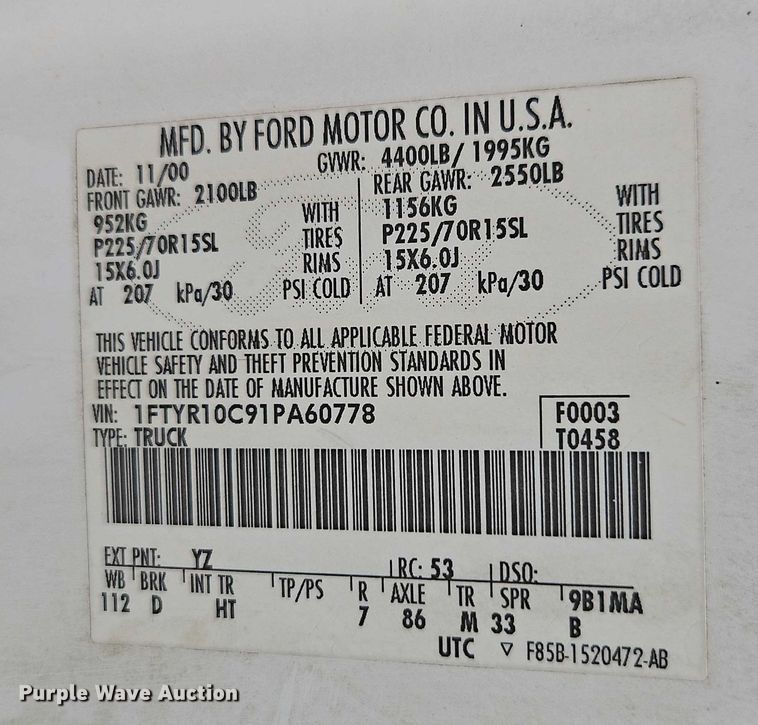 MFD. BY FORD MOTOR CO. IN U.S.A.
DATE: 11/00 GVWR: 4400LB/ 1995KG
FRONT GAWR: 2100LB REAR GAWR: 2550LB
952KG WITH 1156KG WITH
P225/70R15SL TIRES P225/70R15SL TIRES
15X6.0J RIMS 15X6.0J RIMS
AT 207 kPa/30 PSI COLD AT 207 kPa/30 PSI COLD
THIS VEHICLE CONFORMS TO ALL APPLICABLE FEDERAL MOTOR
VEHICLE SAFETY AND THEFT PREVENTION STANDARDS IN
EFFECT ON THE DATE OF MANUFACTURE SHOWN ABOVE.
VIN: 1FTYR10C91PA60778 F0003
TYPE: TRUCK T0458
EXT PNT: YZ RC: 53 DSO:
WB BRK INT TR TP/PS R AXLE TR SPR 9B1MA
112 D HT 7 86 M 33 B
UTC ▽ F85B-1520472-AB
Purple Wave Auction